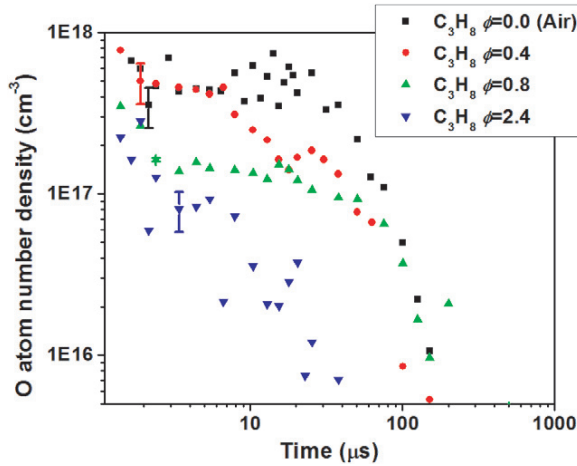 1E18
C₃H₈ ϕ=0.0 (Air)
C₃H₈ ϕ=0.4
C₃H₈ ϕ=0.8
C₃H₈ ϕ=2.4
1E17
1E16
O atom number density (cm⁻³)
10 100 1000
Time (μs)